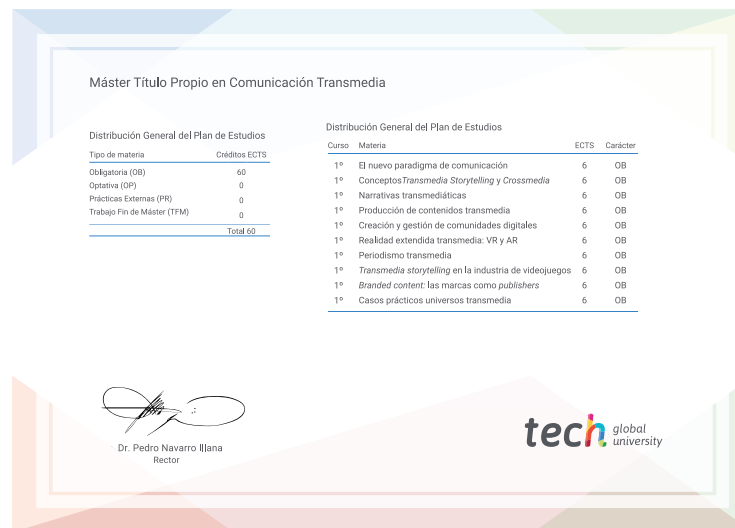 Máster Título Propio en Comunicación Transmedia
Distribución General del Plan de Estudios
Tipo de materia Créditos ECTS
Obligatoria (OB) 60
Optativa (OP) 0
Prácticas Externas (PR) 0
Trabajo Fin de Máster (TFM) 0
Total 60
Distribución General del Plan de Estudios
Curso Materia ECTS Carácter
1º El nuevo paradigma de comunicación 6 OB
1º ConceptosTransmedia Storytelling y Crossmedia 6 OB
1º Narrativas transmediáticas 6 OB
1º Producción de contenidos transmedia 6 OB
1º Creación y gestión de comunidades digitales 6 OB
1º Realidad extendida transmedia: VR y AR 6 OB
1º Periodismo transmedia 6 OB
1º Transmedia storytelling en la industria de videojuegos 6 OB
1º Branded content: las marcas como publishers 6 OB
1º Casos prácticos universos transmedia 6 OB
Dr. Pedro Navarro Illana
Rector
tech global
university